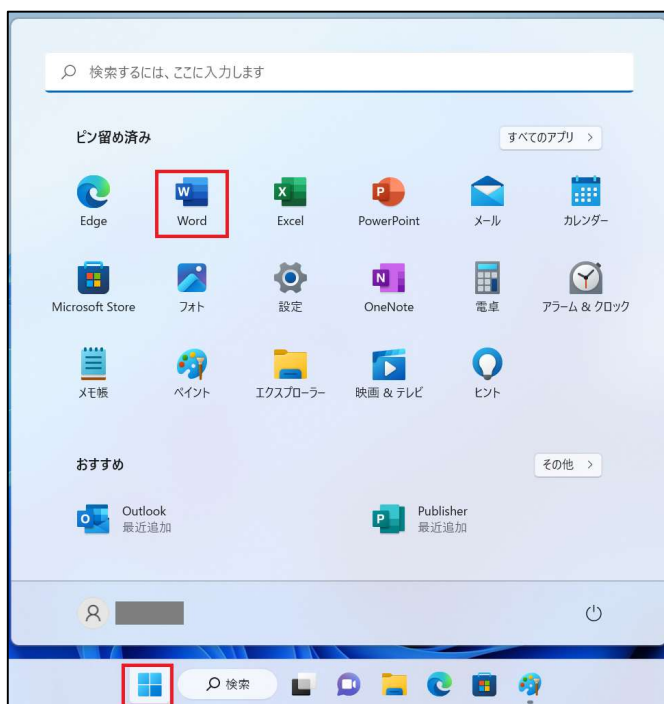 検索するには、ここに入力します
ピン留め済み
すべてのアプリ >
Edge
Word
Excel
PowerPoint
メール
カレンダー
Microsoft Store
フォト
設定
OneNote
電卓
アラーム & クロック
メモ帳
ペイント
エクスプローラー
映画 & テレビ
ヒント
おすすめ
その他 >
Outlook
最近追加
Publisher
最近追加
検索